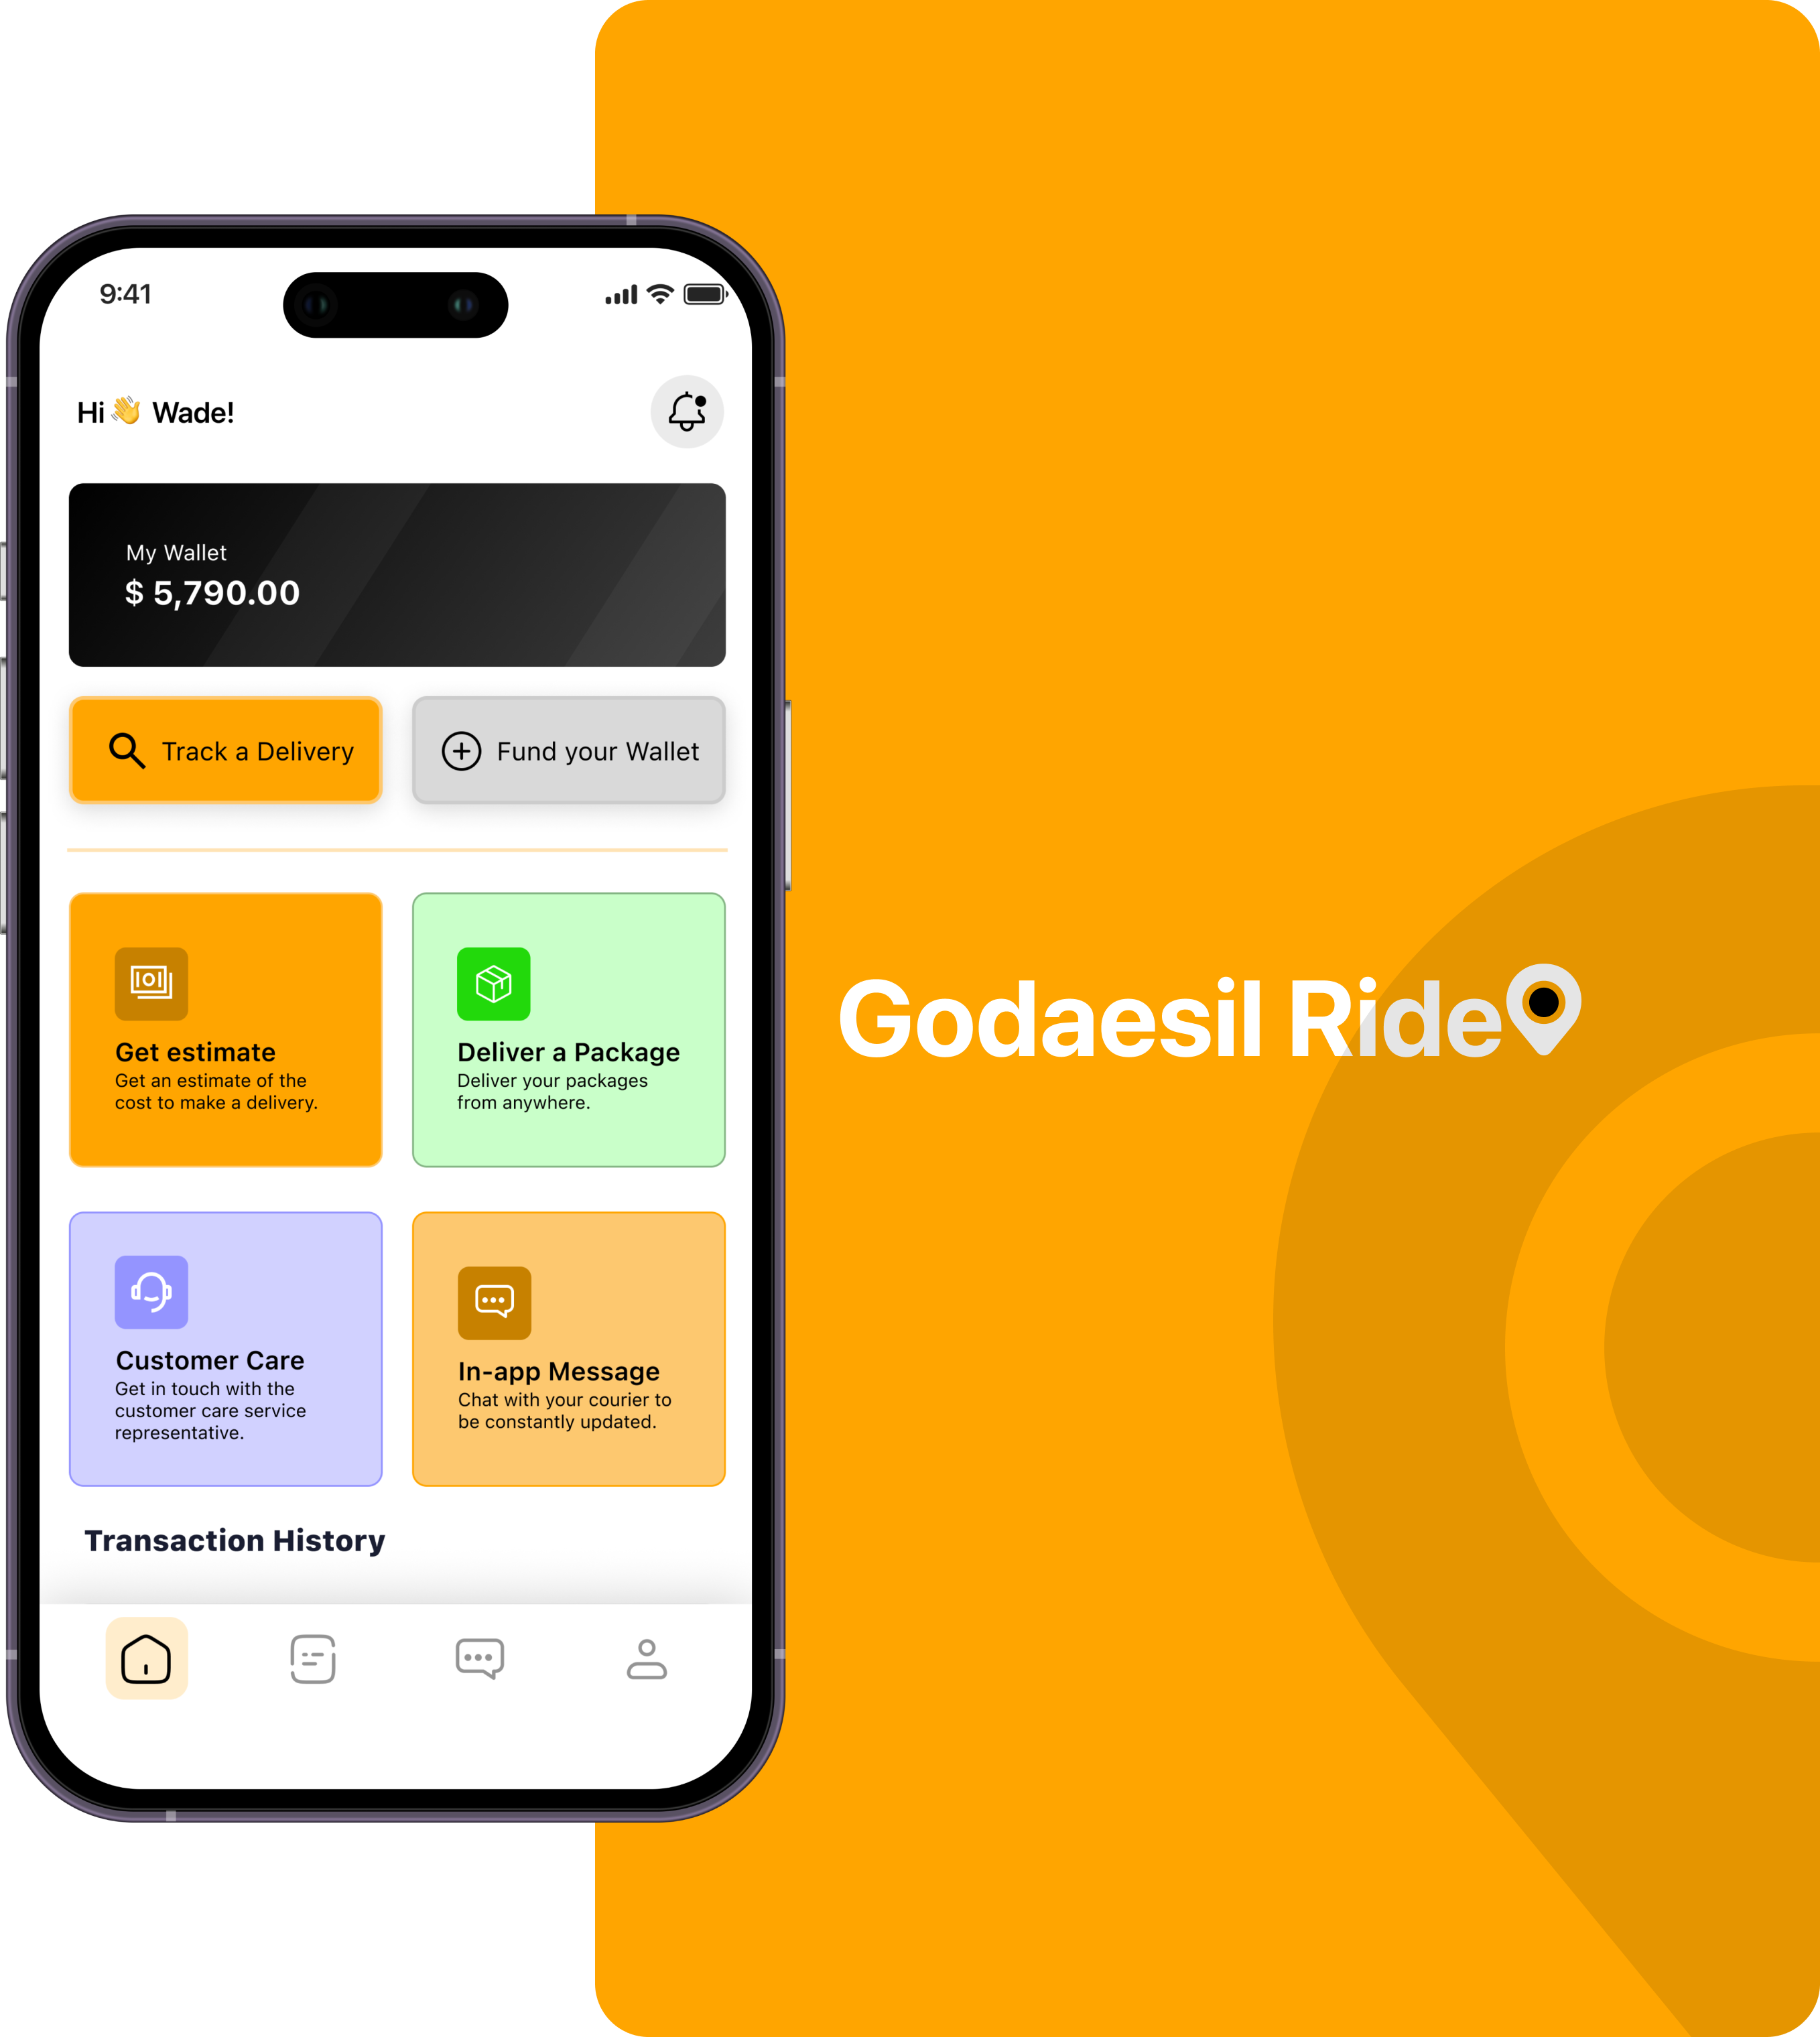 9:41
Hi 👋 Wade!
My Wallet
$ 5,790.00
Track a Delivery
Fund your Wallet
Get estimate
Get an estimate of the
cost to make a delivery.
Deliver a Package
Deliver your packages
from anywhere.
Customer Care
Get in touch with the
customer care service
representative.
In-app Message
Chat with your courier to
be constantly updated.
Transaction History
Godaesil Ride